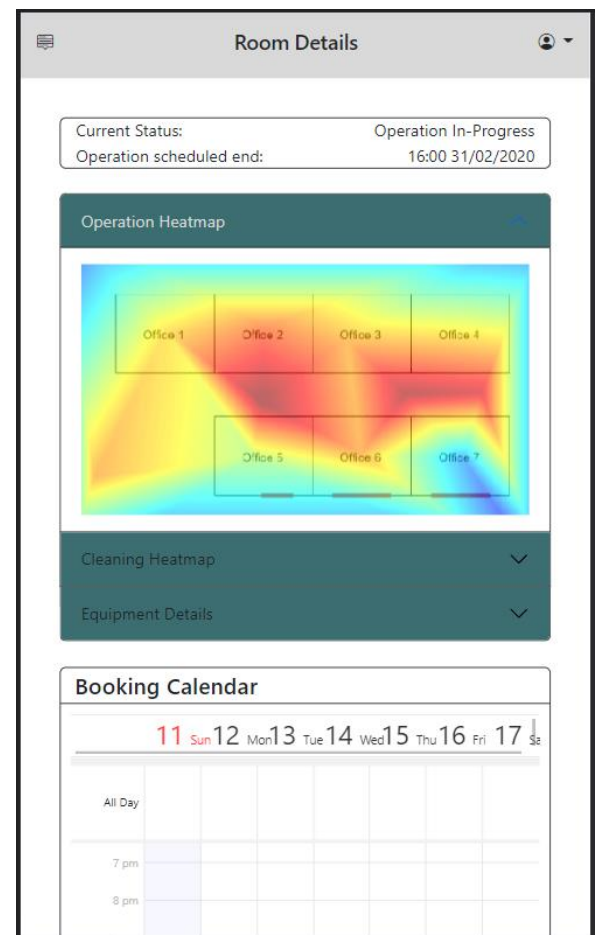 Room Details
Current Status: Operation In-Progress
Operation scheduled end: 16:00 31/02/2020
Operation Heatmap
Office 1 Office 2 Office 3 Office 4
Office 5 Office 6 Office 7
Cleaning Heatmap
Equipment Details
Booking Calendar
11 Sun 12 Mon 13 Tue 14 Wed 15 Thu 16 Fri 17 Sa
All Day
7 pm
8 pm